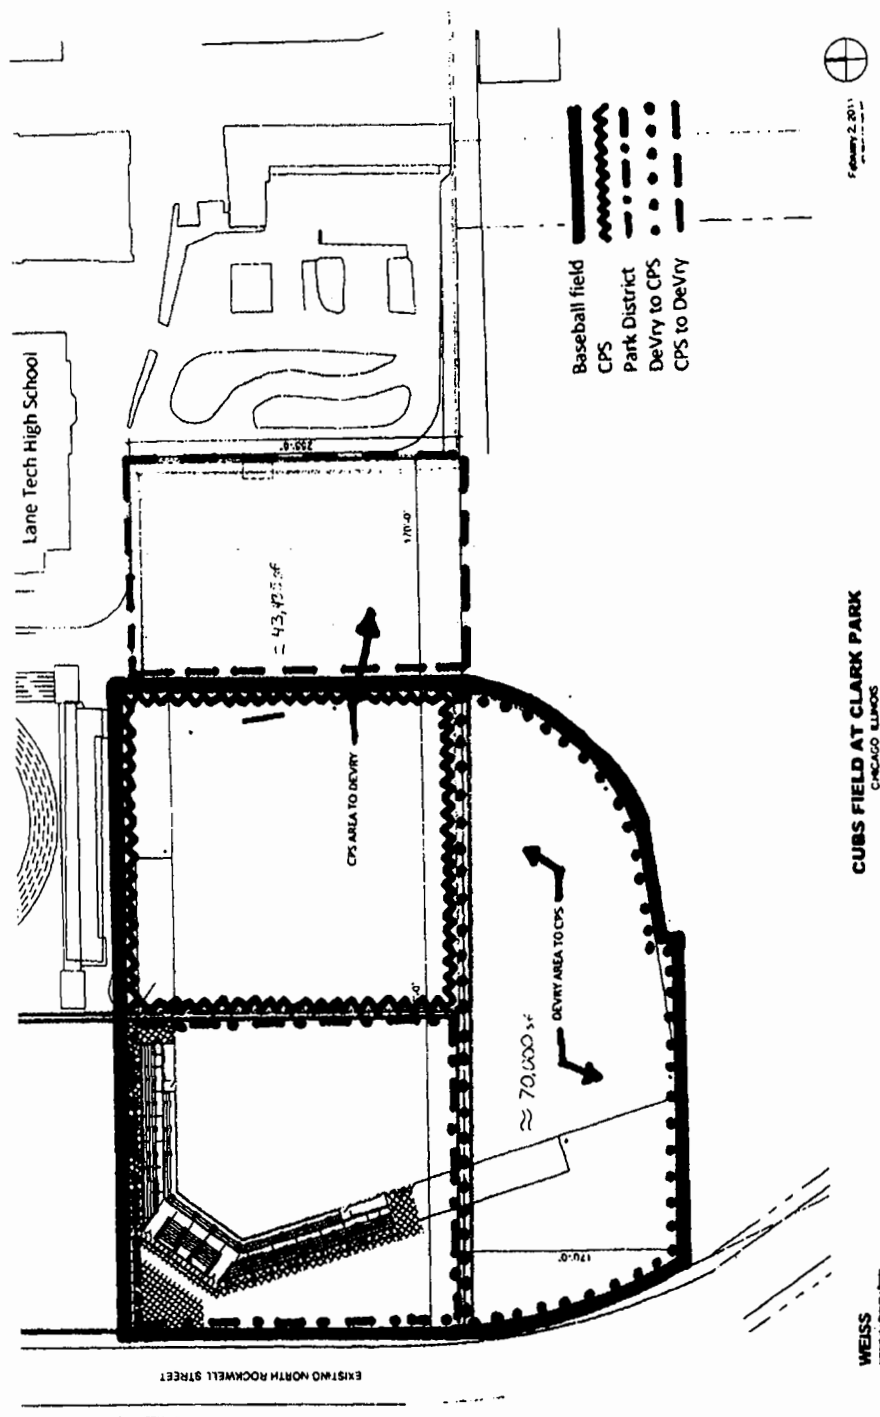 Lane Tech High School
Baseball field
CPS
Park District
DeVry to CPS
CPS to DeVry
170'-0"
CPS AREA TO DEVRY
≈ 70,000 sf
DEVRY AREA TO CPS
170'-0"
EXISTING NORTH ROCKWELL STREET
CUBS FIELD AT CLARK PARK
CHICAGO ILLINOIS
February 2, 2011
WEISS